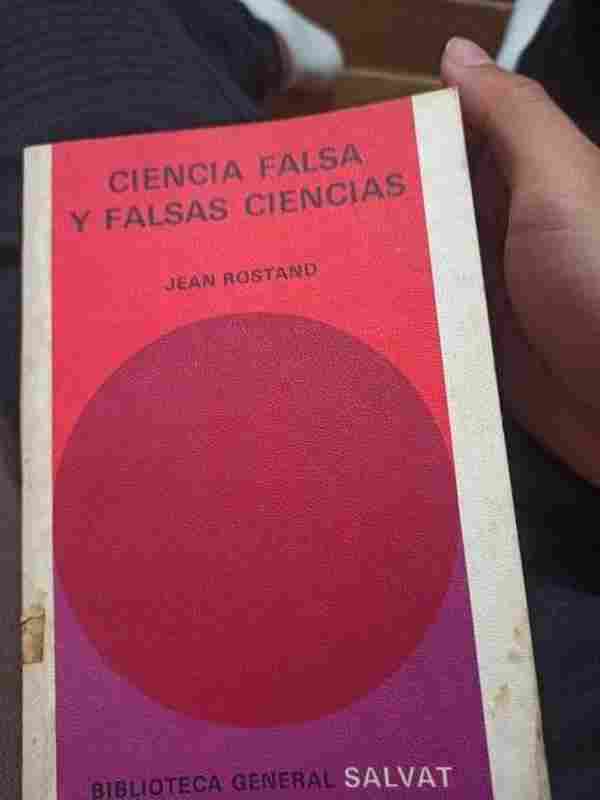 CIENCIA FALSA
Y FALSAS CIENCIAS
JEAN ROSTAND
BIBLIOTECA GENERAL SALVAT